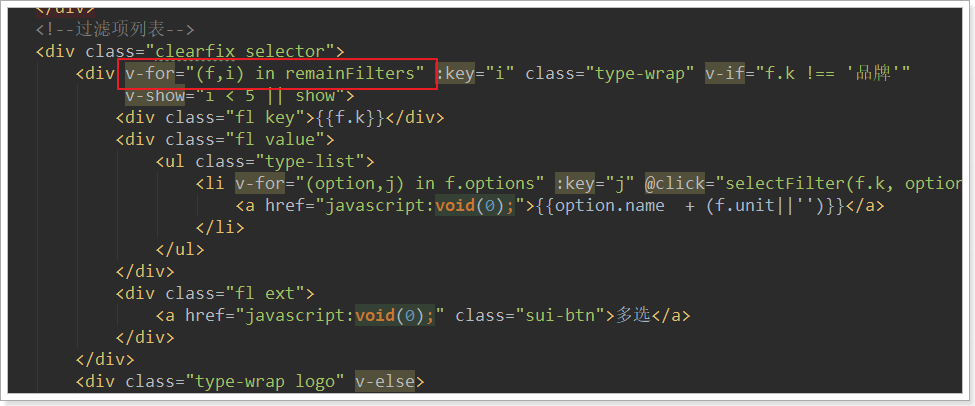 </div>
<!--过滤项列表-->
<div class="clearfix selector">
<div v-for="(f,i) in remainFilters" :key="i" class="type-wrap" v-if="f.k !== '品牌'"
v-show="i < 5 || show">
<div class="fl key">{{f.k}}</div>
<div class="fl value">
<ul class="type-list">
<li v-for="(option,j) in f.options" :key="j" @click="selectFilter(f.k, option
<a href="javascript:void(0);">{{option.name  + (f.unit||'')}}</a>
</li>
</ul>
</div>
<div class="fl ext">
<a href="javascript:void(0);" class="sui-btn">多选</a>
</div>
</div>
<div class="type-wrap logo" v-else>